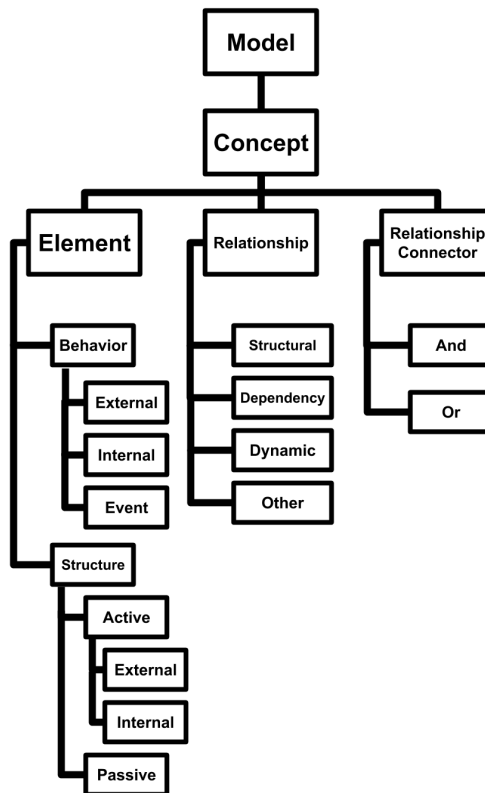 Model
Concept
Element
Relationship
Relationship
Connector
Behavior
External
Internal
Event
Structure
Active
External
Internal
Passive
Structural
Dependency
Dynamic
Other
And
Or